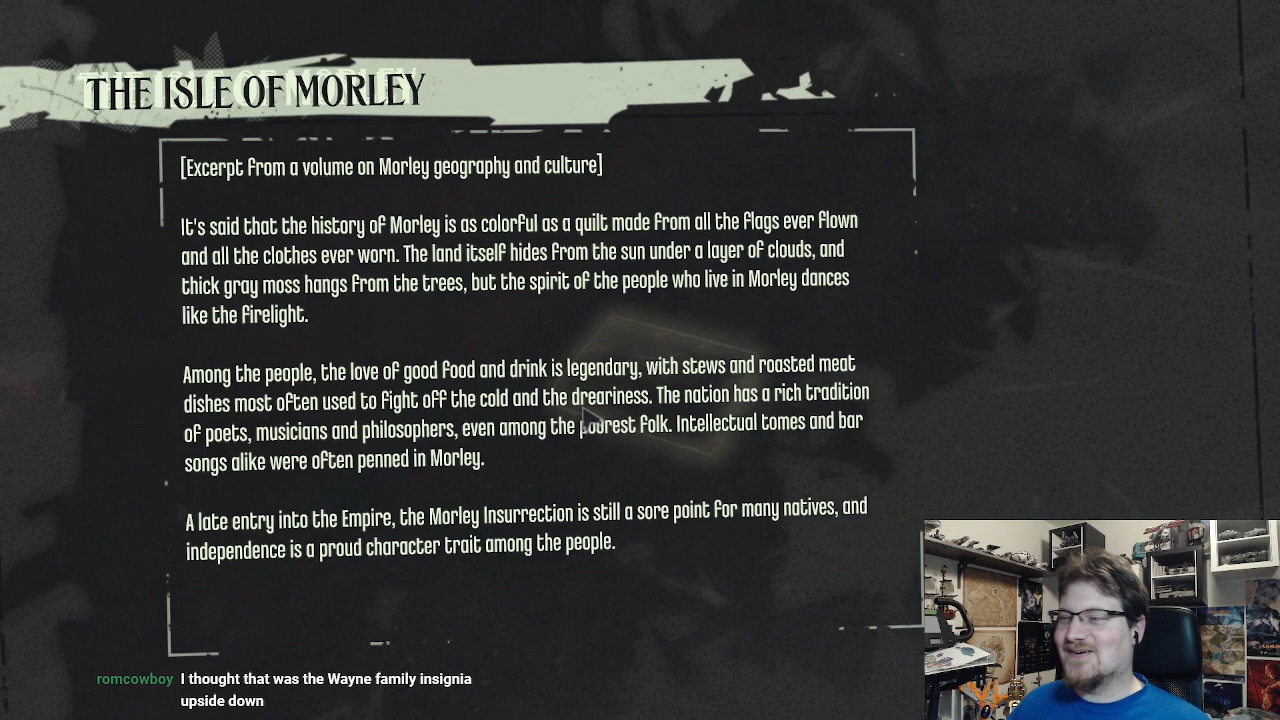 THE ISLE OF MORLEY
[Excerpt from a volume on Morley geography and culture]
It's said that the history of Morley is as colorful as a quilt made from all the flags ever flown
and all the clothes ever worn. The land itself hides from the sun under a layer of clouds, and
thick gray moss hangs from the trees, but the spirit of the people who live in Morley dances
like the firelight.
Among the people, the love of good food and drink is legendary, with stews and roasted meat
dishes most often used to fight off the cold and the dreariness. The nation has a rich tradition
of poets, musicians and philosophers, even among the poorest folk. Intellectual tomes and bar
songs alike were often penned in Morley.
A late entry into the Empire, the Morley Insurrection is still a sore point for many natives, and
independence is a proud character trait among the people.
romcowboy I thought that was the Wayne family insignia
upside down